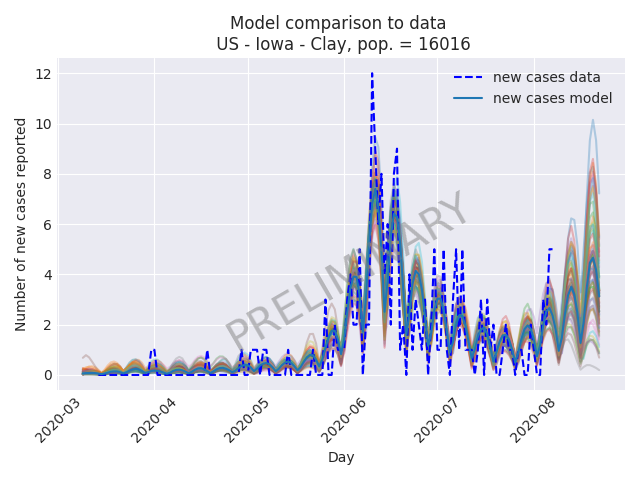 Model comparison to data
US - Iowa - Clay, pop. = 16016
new cases data
new cases model
PRELIMINARY
Number of new cases reported
12
10
8
6
4
2
0
2020-03
2020-04
2020-05
2020-06
2020-07
2020-08
Day